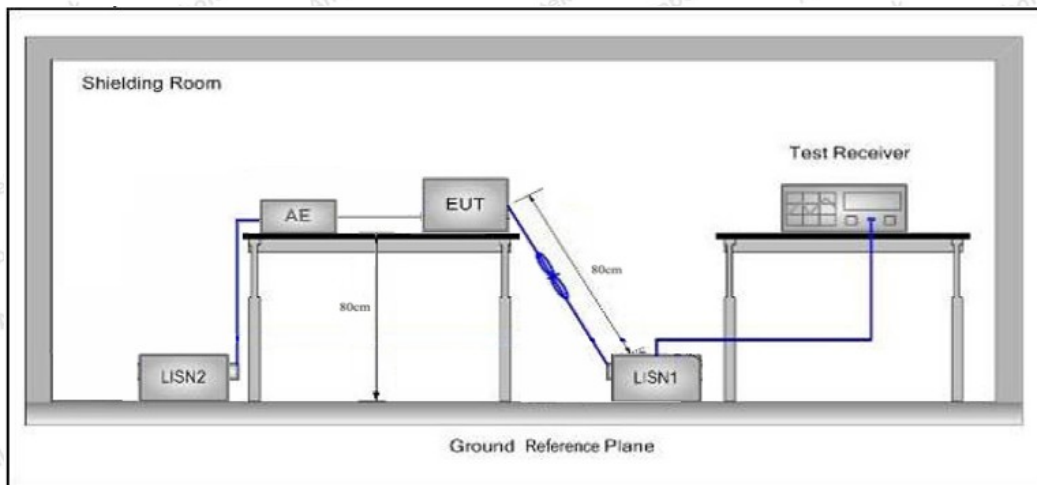 Shielding Room
Test Receiver
AE
EUT
80cm
80cm
LISN2
LISN1
Ground Reference Plane